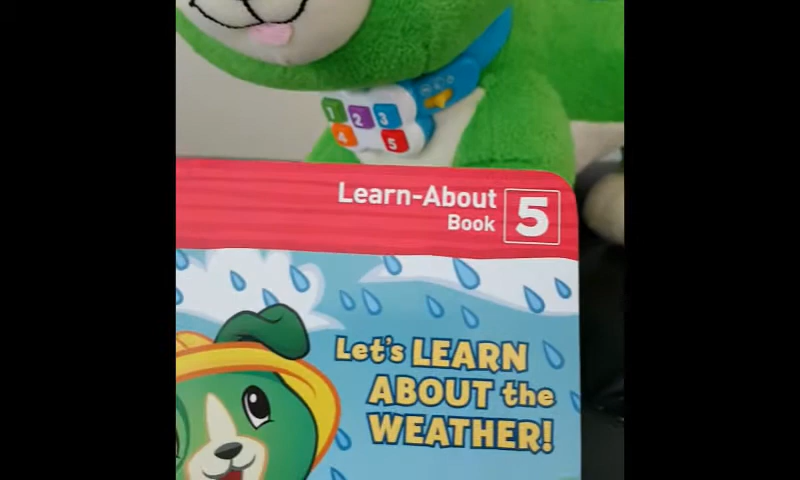 1 2 3
4 5
Learn-About
Book 5
Let's LEARN
ABOUT the
WEATHER!